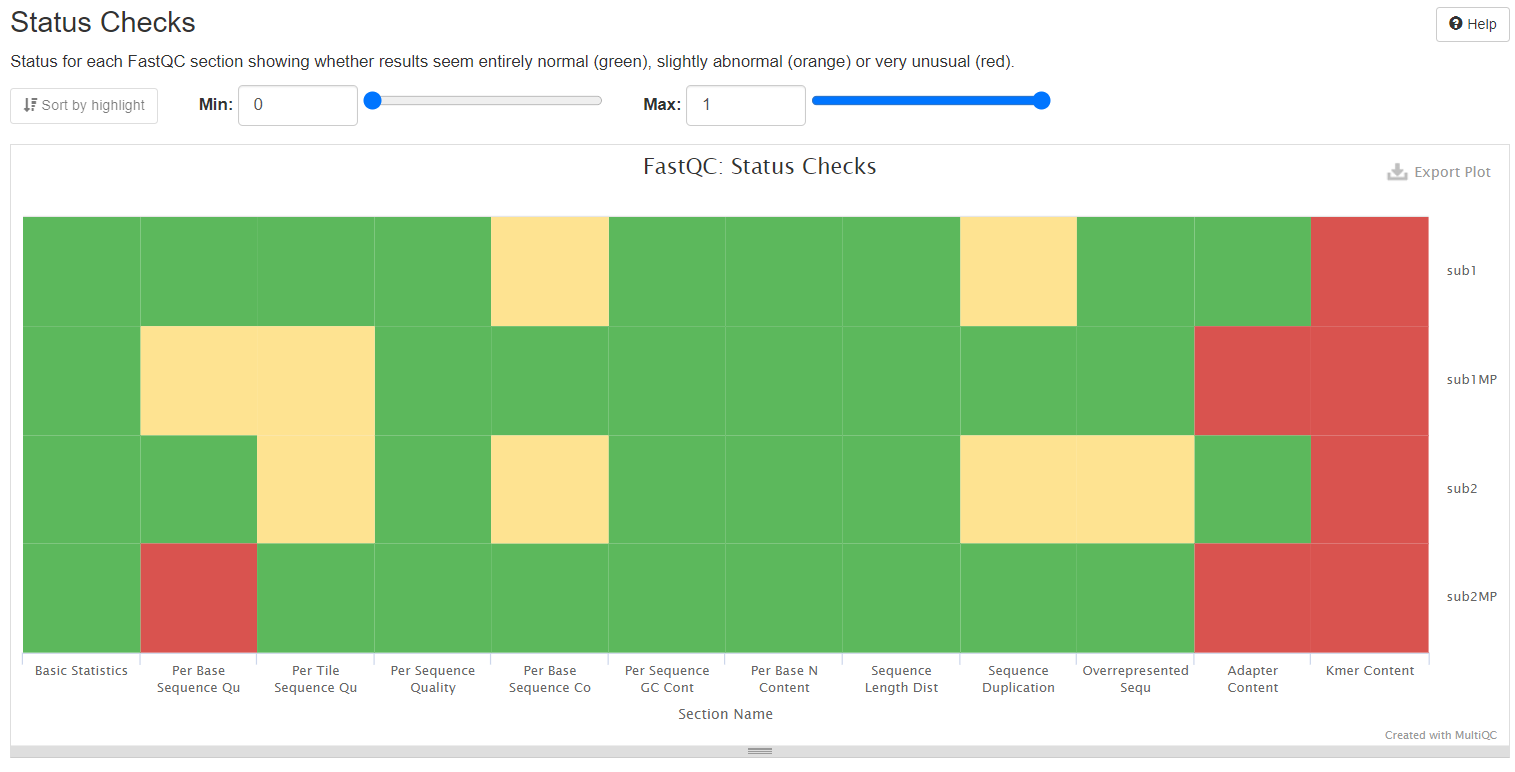 Status Checks
Help
Status for each FastQC section showing whether results seem entirely normal (green), slightly abnormal (orange) or very unusual (red).
Sort by highlight
Min:
0
Max:
1
FastQC: Status Checks
Export Plot
sub1
sub1MP
sub2
sub2MP
Basic Statistics
Per Base
Sequence Qu
Per Tile
Sequence Qu
Per Sequence
Quality
Per Base
Sequence Co
Per Sequence
GC Cont
Per Base N
Content
Sequence
Length Dist
Sequence
Duplication
Overrepresented
Sequ
Adapter
Content
Kmer Content
Section Name
Created with MultiQC